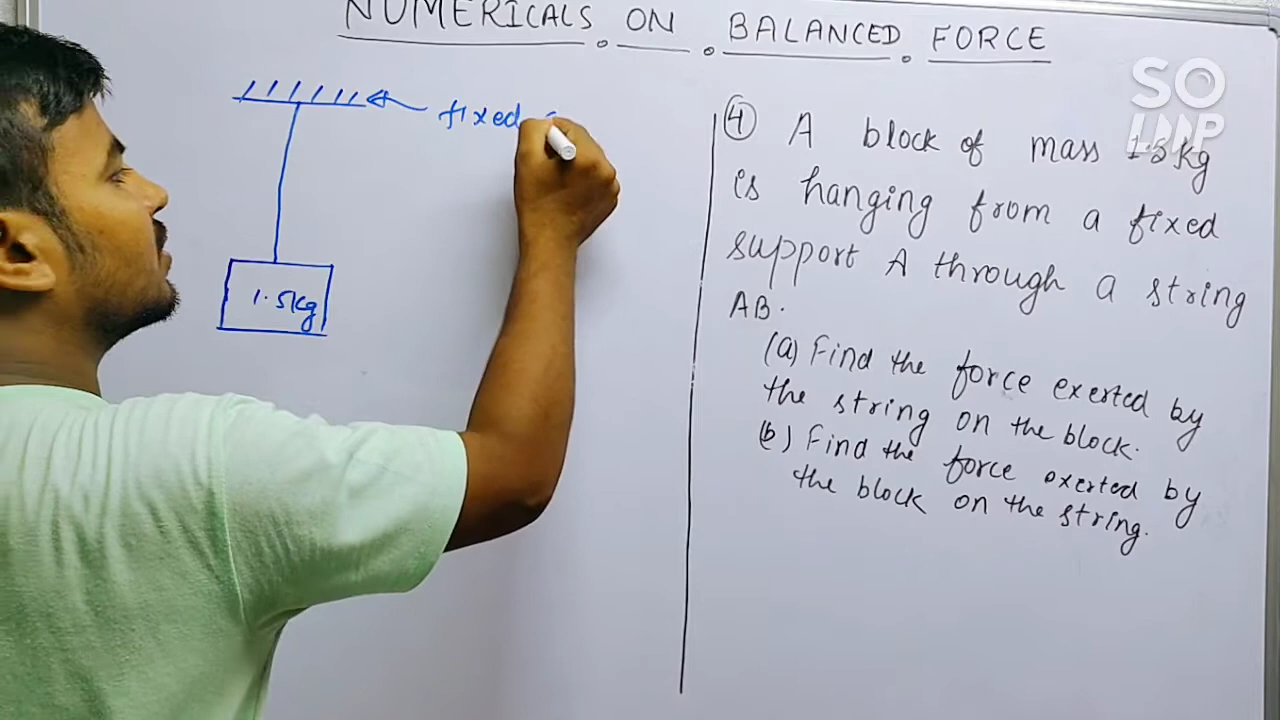 NUMERICALS ON BALANCED FORCE
fixed
1.5kg
④ A block of mass 1.5kg
is hanging from a fixed
support A through a string
AB.
(a) Find the force exerted by
the string on the block.
(b) Find the force exerted by
the block on the string.
SO